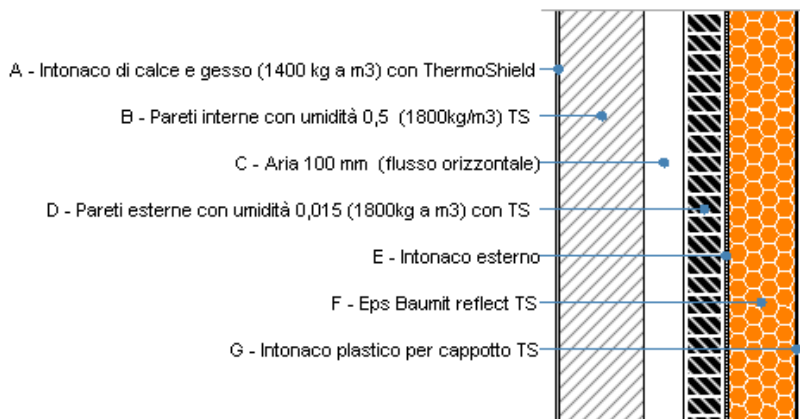 A - Intonaco di calce e gesso (1400 kg a m3) con ThermoShield
B - Pareti interne con umidità 0,5 (1800kg/m3) TS
C - Aria 100 mm (flusso orizzontale)
D - Pareti esterne con umidità 0,015 (1800kg a m3) con TS
E - Intonaco esterno
F - Eps Baumit reflect TS
G - Intonaco plastico per cappotto TS